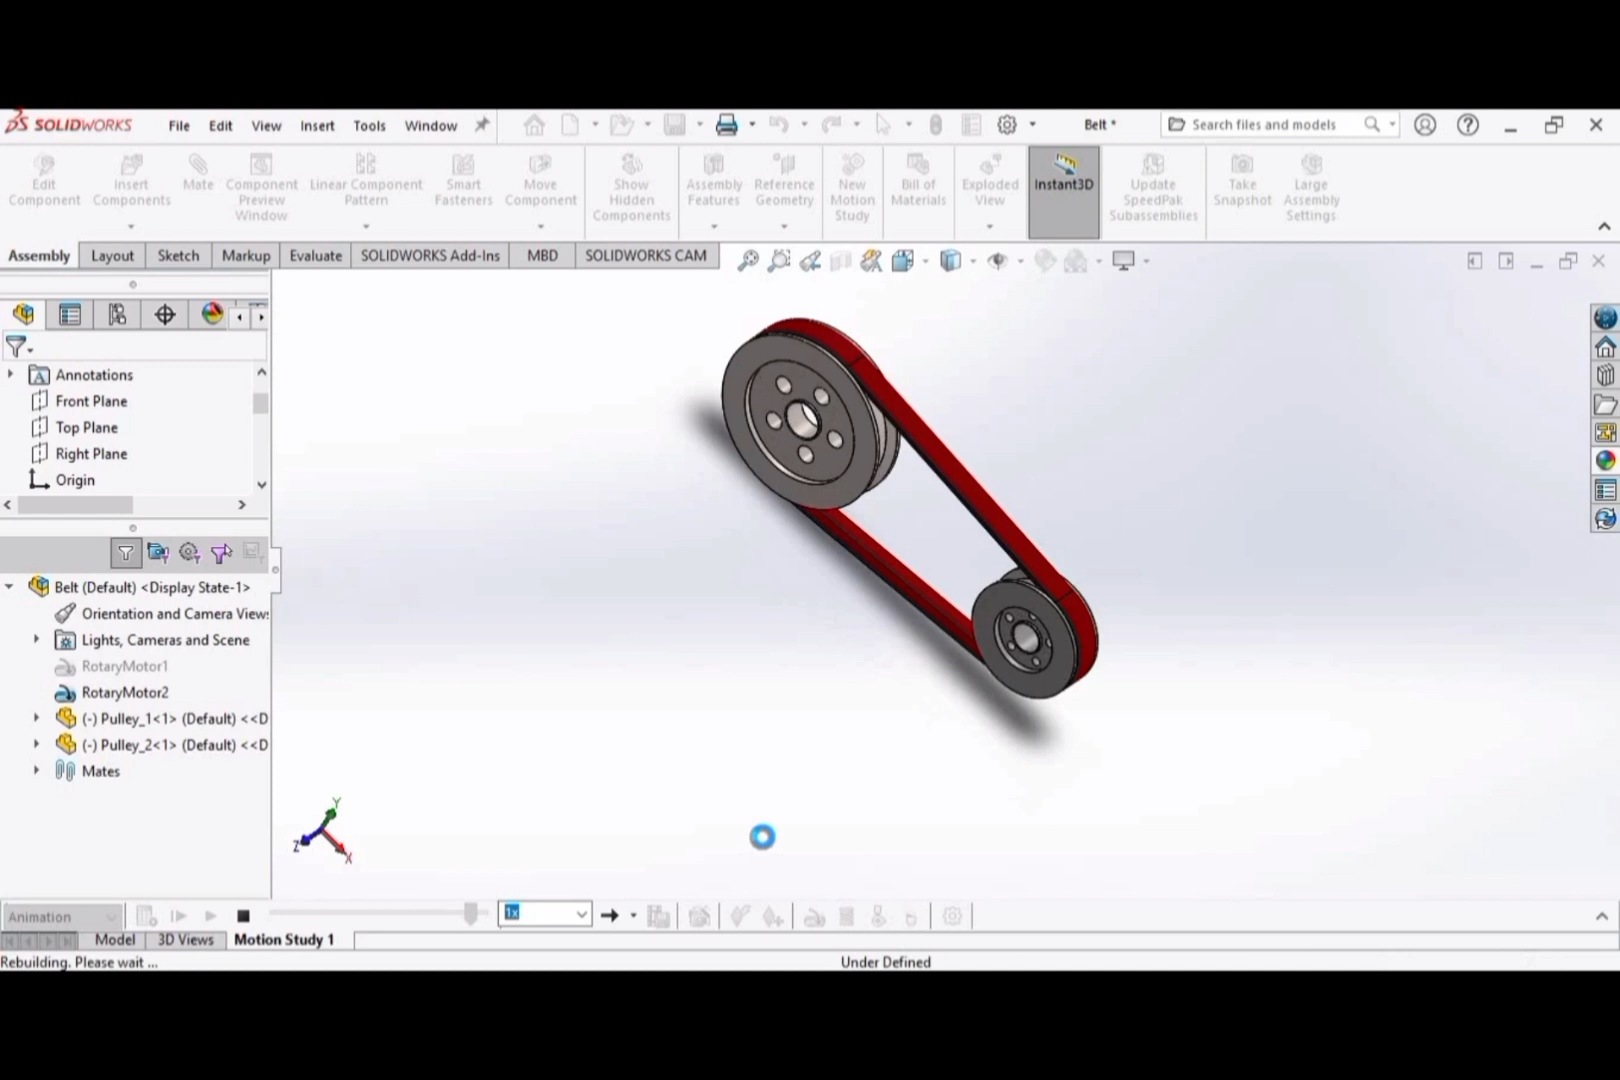 SOLIDWORKS File Edit View Insert Tools Window Belt * Search files and models
Edit Component
Insert Components
Mate
Component Preview Window
Linear Component Pattern
Smart Fasteners
Move Component
Show Hidden Components
Assembly Features
Reference Geometry
New Motion Study
Bill of Materials
Exploded View
Instant3D
Update SpeedPak Subassemblies
Take Snapshot
Large Assembly Settings
Assembly Layout Sketch Markup Evaluate SOLIDWORKS Add-Ins MBD SOLIDWORKS CAM
Annotations
Front Plane
Top Plane
Right Plane
Origin
Belt (Default) <Display State-1>
Orientation and Camera View:
Lights, Cameras and Scene
RotaryMotor1
RotaryMotor2
(-) Pulley_1<1> (Default) <<D
(-) Pulley_2<1> (Default) <<D
Mates
Y
Z
X
Animation 1x
Model 3D Views Motion Study 1
Rebuilding. Please wait ... Under Defined